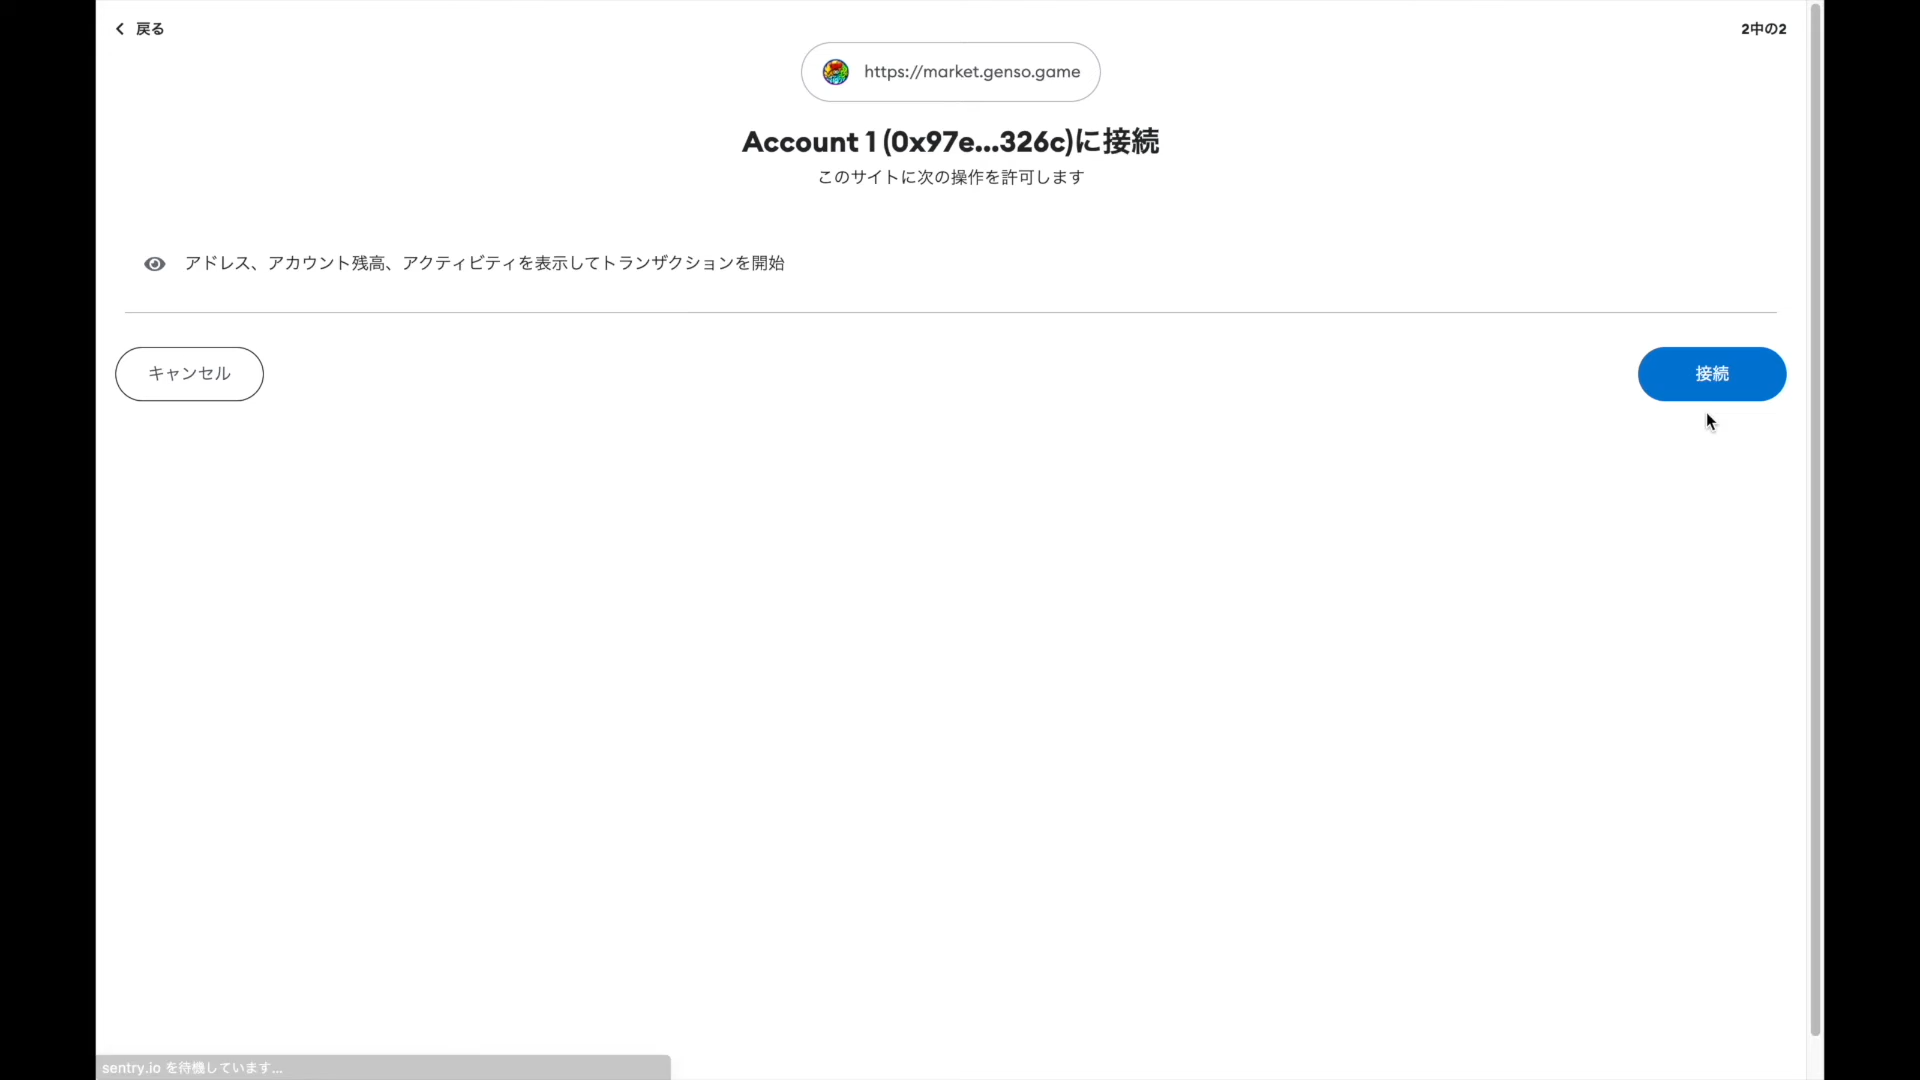 戻る
2中の2
https://market.genso.game
Account 1 (0x97e...326c)に接続
このサイトに次の操作を許可します
アドレス、アカウント残高、アクティビティを表示してトランザクションを開始
キャンセル
接続
sentry.io を待機しています...